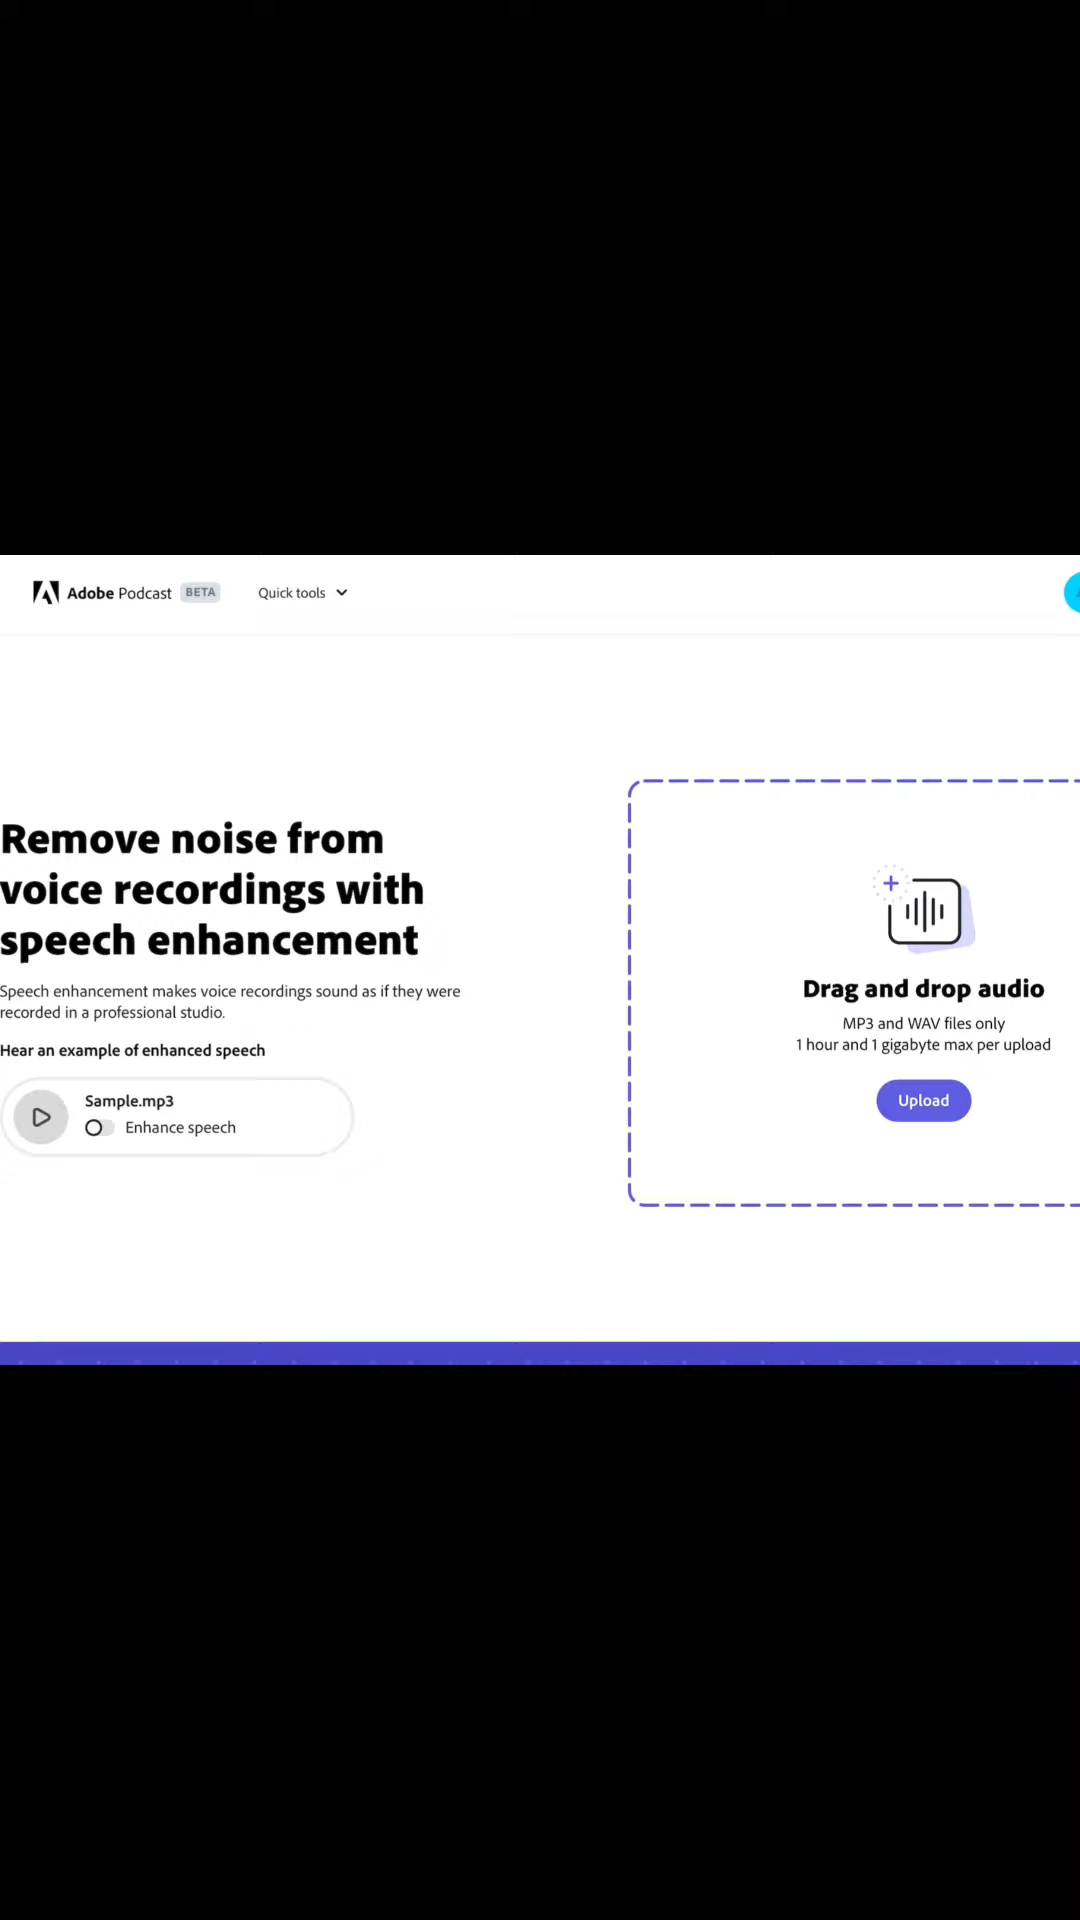 Adobe Podcast BETA Quick tools
Remove noise from
voice recordings with
speech enhancement
Speech enhancement makes voice recordings sound as if they were
recorded in a professional studio.
Hear an example of enhanced speech
Sample.mp3
Enhance speech
Drag and drop audio
MP3 and WAV files only
1 hour and 1 gigabyte max per upload
Upload